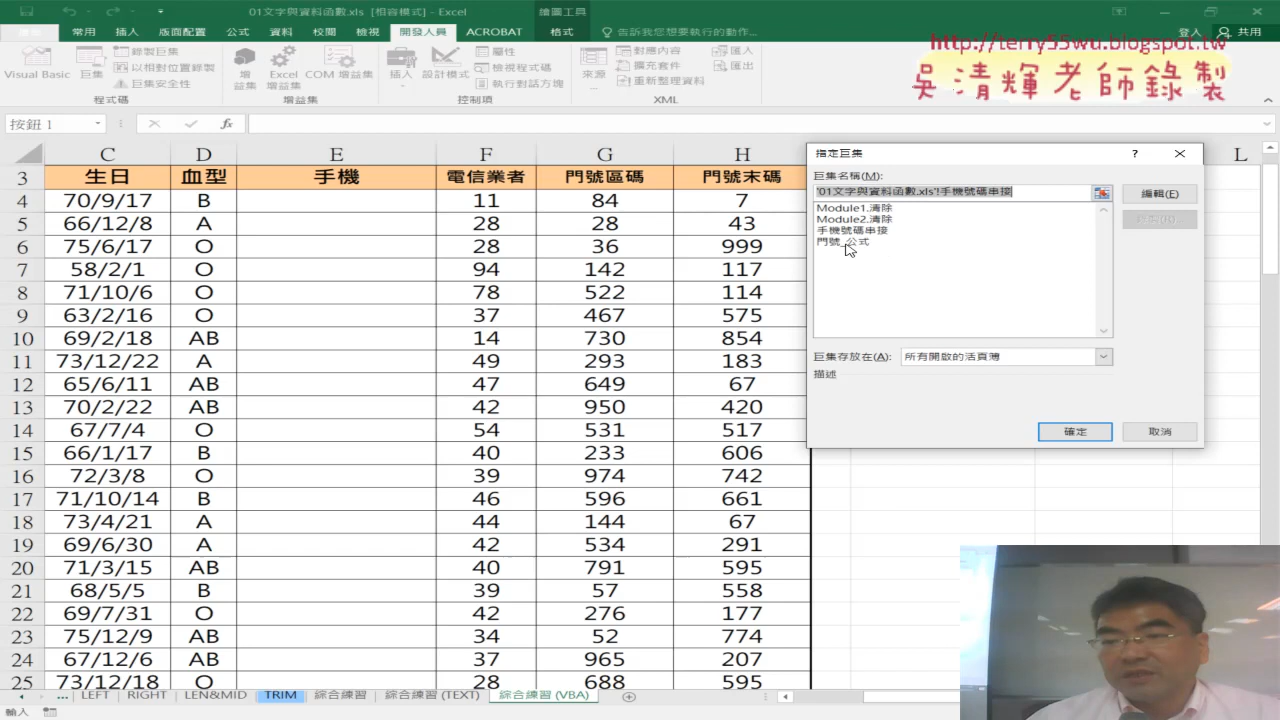 01文字與資料函數.xls [相容模式] - Excel
繪圖工具
登入
共用
常用 插入 版面配置 公式 資料 校閱 檢視 開發人員 ACROBAT 格式 告訴我您想要做什麼...
http://terry55wu.blogspot.tw
吳清輝老師錄製
Visual Basic
巨集
錄製巨集
以相對位置錄製
巨集安全性
程式碼
增益集
Excel 增益集
COM 增益集
增益集
插入
設計模式
屬性
檢視程式碼
執行對話方塊
控制項
來源
對應內容
擴充套件
重新整理資料
匯入
匯出
XML
按鈕 1
fx
C D E F G H L
3 生日 血型 手機 電信業者 門號區碼 門號末碼
4 70/9/17 B 11 84 7
5 66/12/8 A 28 28 43
6 75/6/17 O 28 36 999
7 58/2/1 O 94 142 117
8 71/10/6 O 78 522 114
9 63/2/16 O 37 467 575
10 69/2/18 AB 14 730 854
11 73/12/22 A 49 293 183
12 65/6/11 AB 47 649 67
13 70/2/22 AB 42 950 420
14 67/7/4 O 54 531 517
15 66/1/17 B 40 233 606
16 72/3/8 O 39 974 742
17 71/10/14 B 46 596 661
18 73/4/21 A 44 144 67
19 69/6/30 A 42 534 291
20 71/3/15 AB 40 791 595
21 68/5/5 B 39 57 558
22 69/7/31 O 42 276 177
23 75/12/9 AB 34 52 774
24 67/12/6 AB 37 965 207
25 73/12/18 O 28 688 595
指定巨集
?
巨集名稱(M):
'01文字與資料函數.xls'!手機號碼串接
編輯(E)
Module1.清除
Module2.清除
手機號碼串接
門號_公式
巨集存放在(A): 所有開啟的活頁簿
描述
確定
取消
... LEFT RIGHT LEN&MID TRIM 綜合練習 綜合練習 (TEXT) 綜合練習 (VBA)
輸入